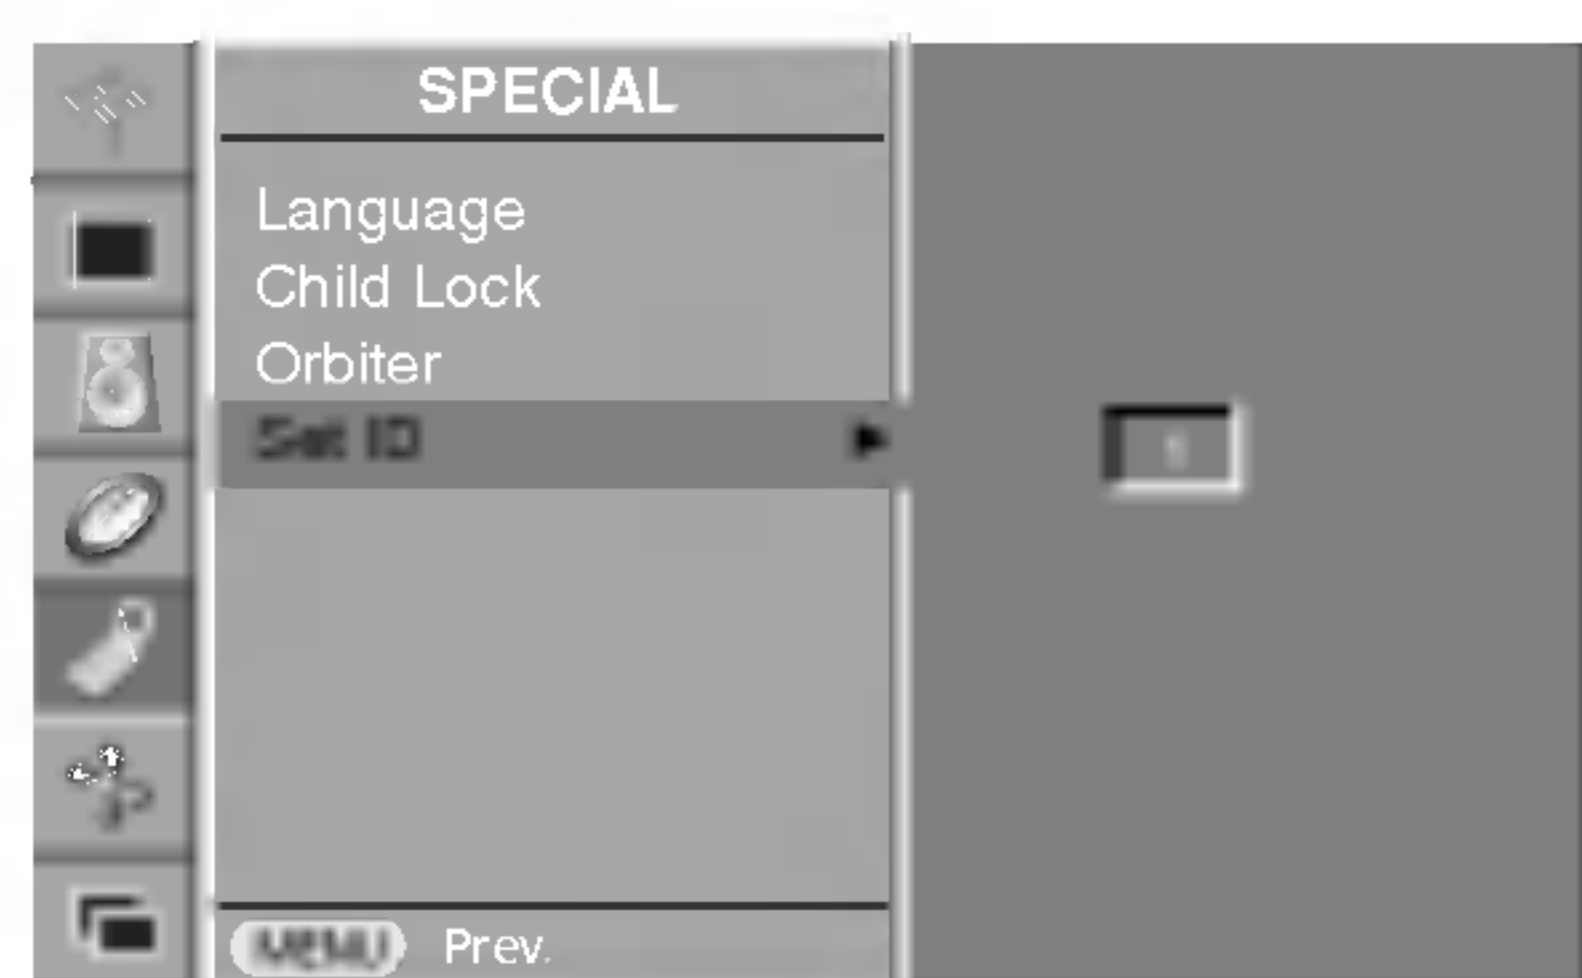 SPECIAL
Language
Child Lock
Orbiter
Set ID
MENU Prev.